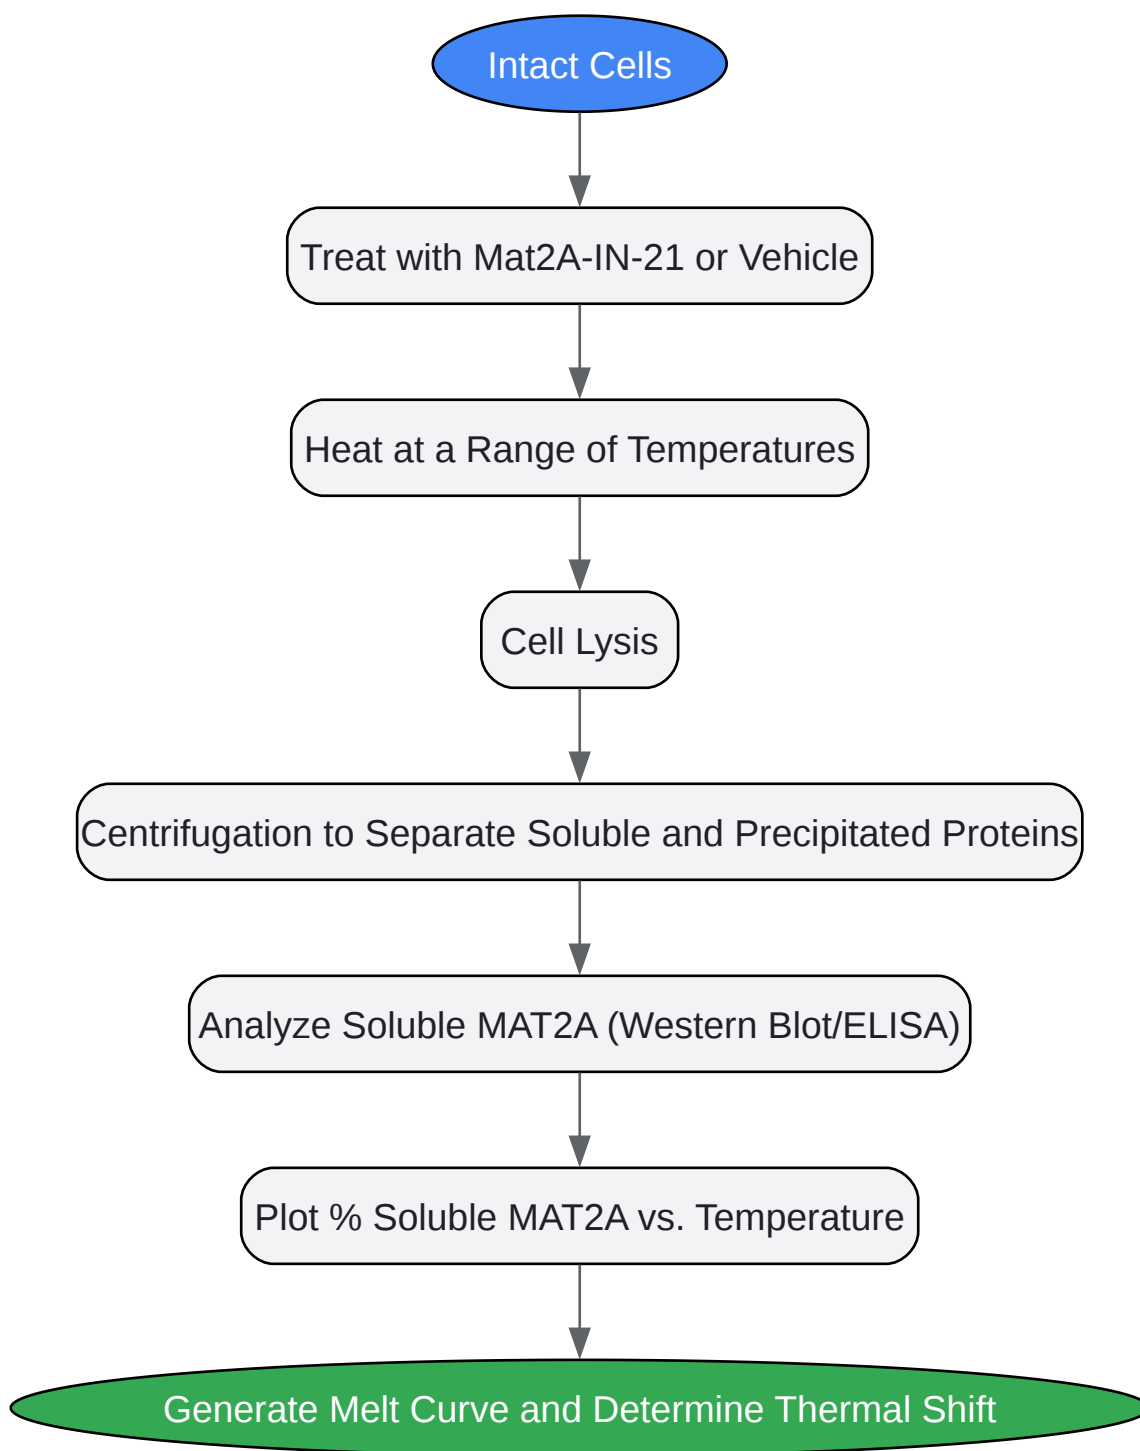 Intact Cells
Treat with Mat2A-IN-21 or Vehicle
Heat at a Range of Temperatures
Cell Lysis
Centrifugation to Separate Soluble and Precipitated Proteins
Analyze Soluble MAT2A (Western Blot/ELISA)
Plot % Soluble MAT2A vs. Temperature
Generate Melt Curve and Determine Thermal Shift